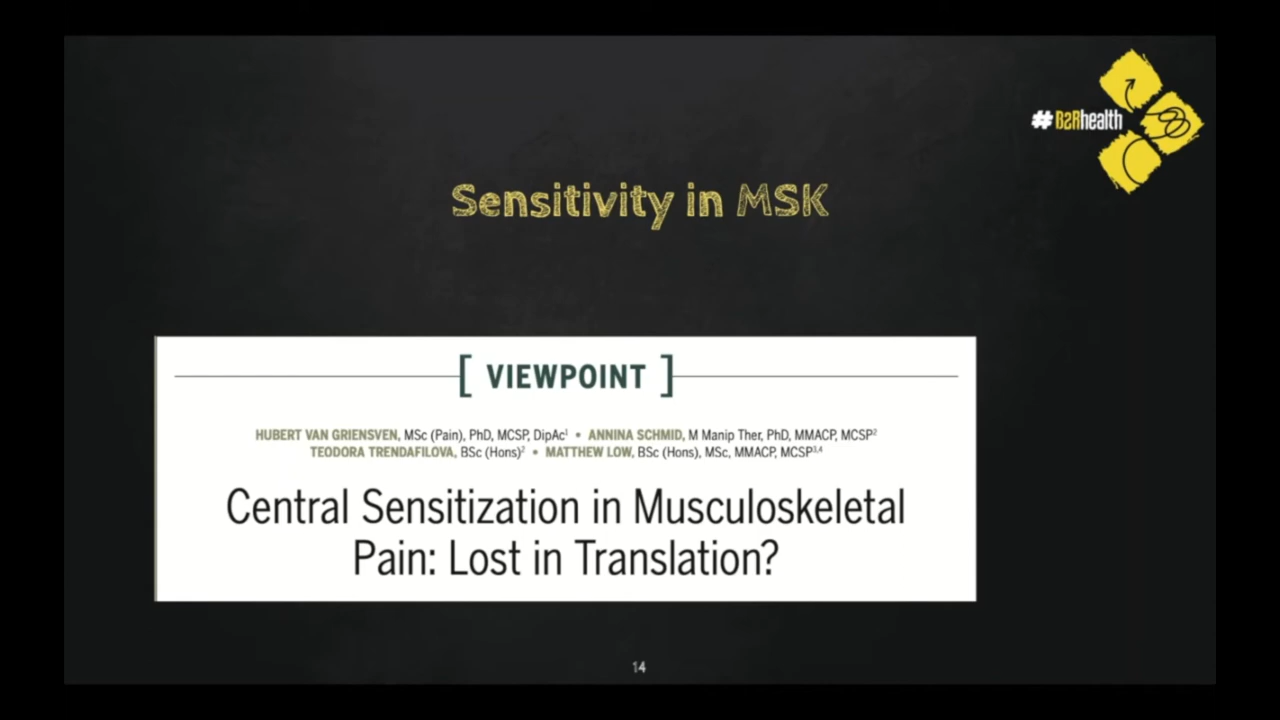 #B2Rhealth
Sensitivity in MSK
[ VIEWPOINT ]
HUBERT VAN GRIENSVEN, MSc (Pain), PhD, MCSP, DipAc¹ • ANNINA SCHMID, M Manip Ther, PhD, MMACP, MCSP²
TEODORA TRENDAFILOVA, BSc (Hons)² • MATTHEW LOW, BSc (Hons), MSc, MMACP, MCSP³,⁴
Central Sensitization in Musculoskeletal
Pain: Lost in Translation?
14